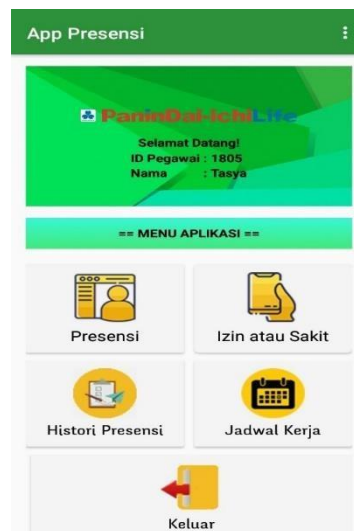 App Presensi
PaninDai-ichiLife
Selamat Datang!
ID Pegawai : 1805
Nama : Tasya
== MENU APLIKASI ==
Presensi
Izin atau Sakit
Histori Presensi
Jadwal Kerja
Keluar